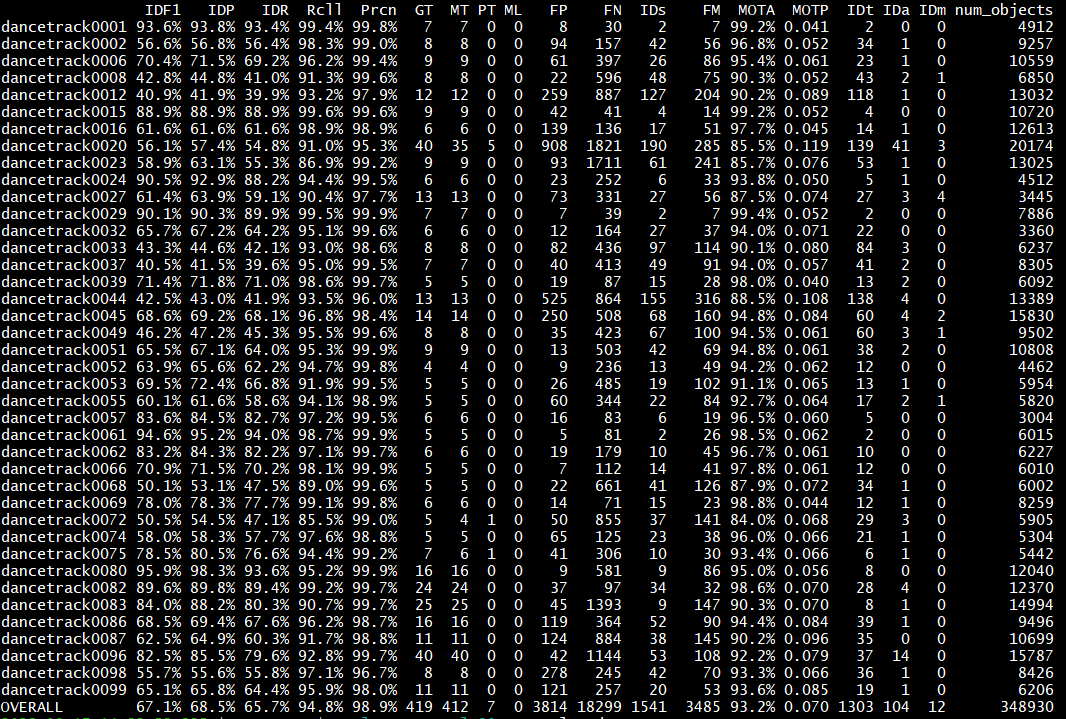 IDF1 IDP IDR Rcll Prcn GT MT PT ML FP FN IDs FM MOTA MOTP IDt IDa IDm num_objects
dancetrack0001 93.6% 93.8% 93.4% 99.4% 99.8% 7 7 0 0 8 30 2 7 99.2% 0.041 2 0 0 4912
dancetrack0002 56.6% 56.8% 56.4% 98.3% 99.0% 8 8 0 0 94 157 42 56 96.8% 0.052 34 1 0 9257
dancetrack0006 70.4% 71.5% 69.2% 96.2% 99.4% 9 9 0 0 61 397 26 86 95.4% 0.061 23 1 0 10559
dancetrack0008 42.8% 44.8% 41.0% 91.3% 99.6% 8 8 0 0 22 596 48 75 90.3% 0.052 43 2 1 6850
dancetrack0012 40.9% 41.9% 39.9% 93.2% 97.9% 12 12 0 0 259 887 127 204 90.2% 0.089 118 1 0 13032
dancetrack0015 88.9% 88.9% 88.9% 99.6% 99.6% 9 9 0 0 42 41 4 14 99.2% 0.052 4 0 0 10720
dancetrack0016 61.6% 61.6% 61.6% 98.9% 98.9% 6 6 0 0 139 136 17 51 97.7% 0.045 14 1 0 12613
dancetrack0020 56.1% 57.4% 54.8% 91.0% 95.3% 40 35 5 0 908 1821 190 285 85.5% 0.119 139 41 3 20174
dancetrack0023 58.9% 63.1% 55.3% 86.9% 99.2% 9 9 0 0 93 1711 61 241 85.7% 0.076 53 1 0 13025
dancetrack0024 90.5% 92.9% 88.2% 94.4% 99.5% 6 6 0 0 23 252 6 33 93.8% 0.050 5 1 0 4512
dancetrack0027 61.4% 63.9% 59.1% 90.4% 97.7% 13 13 0 0 73 331 27 56 87.5% 0.074 27 3 4 3445
dancetrack0029 90.1% 90.3% 89.9% 99.5% 99.9% 7 7 0 0 7 39 2 7 99.4% 0.052 2 0 0 7886
dancetrack0032 65.7% 67.2% 64.2% 95.1% 99.6% 6 6 0 0 12 164 27 37 94.0% 0.071 22 0 0 3360
dancetrack0033 43.3% 44.6% 42.1% 93.0% 98.6% 8 8 0 0 82 436 97 114 90.1% 0.080 84 3 0 6237
dancetrack0037 40.5% 41.5% 39.6% 95.0% 99.5% 7 7 0 0 40 413 49 91 94.0% 0.057 41 2 0 8305
dancetrack0039 71.4% 71.8% 71.0% 98.6% 99.7% 5 5 0 0 19 87 15 28 98.0% 0.040 13 2 0 6092
dancetrack0044 42.5% 43.0% 41.9% 93.5% 96.0% 13 13 0 0 525 864 155 316 88.5% 0.108 138 4 0 13389
dancetrack0045 68.6% 69.2% 68.1% 96.8% 98.4% 14 14 0 0 250 508 68 160 94.8% 0.084 60 4 2 15830
dancetrack0049 46.2% 47.2% 45.3% 95.5% 99.6% 8 8 0 0 35 423 67 100 94.5% 0.061 60 3 1 9502
dancetrack0051 65.5% 67.1% 64.0% 95.3% 99.9% 9 9 0 0 13 503 42 69 94.8% 0.061 38 2 0 10808
dancetrack0052 63.9% 65.6% 62.2% 94.7% 99.8% 4 4 0 0 9 236 13 49 94.2% 0.062 12 0 0 4462
dancetrack0053 69.5% 72.4% 66.8% 91.9% 99.5% 5 5 0 0 26 485 19 102 91.1% 0.065 13 1 0 5954
dancetrack0055 60.1% 61.6% 58.6% 94.1% 98.9% 5 5 0 0 60 344 22 84 92.7% 0.064 17 2 1 5820
dancetrack0057 83.6% 84.5% 82.7% 97.2% 99.5% 6 6 0 0 16 83 6 19 96.5% 0.060 5 0 0 3004
dancetrack0061 94.6% 95.2% 94.0% 98.7% 99.9% 5 5 0 0 5 81 2 26 98.5% 0.062 2 0 0 6015
dancetrack0062 83.2% 84.3% 82.2% 97.1% 99.7% 6 6 0 0 19 179 10 45 96.7% 0.061 10 0 0 6227
dancetrack0066 70.9% 71.5% 70.2% 98.1% 99.9% 5 5 0 0 7 112 14 41 97.8% 0.061 12 0 0 6010
dancetrack0068 50.1% 53.1% 47.5% 89.0% 99.6% 5 5 0 0 22 661 41 126 87.9% 0.072 34 1 0 6002
dancetrack0069 78.0% 78.3% 77.7% 99.1% 99.8% 6 6 0 0 14 71 15 23 98.8% 0.044 12 1 0 8259
dancetrack0072 50.5% 54.5% 47.1% 85.5% 99.0% 5 4 1 0 50 855 37 141 84.0% 0.068 29 3 0 5905
dancetrack0074 58.0% 58.3% 57.7% 97.6% 98.8% 5 5 0 0 65 125 23 38 96.0% 0.066 21 1 0 5304
dancetrack0075 78.5% 80.5% 76.6% 94.4% 99.2% 7 6 1 0 41 306 10 30 93.4% 0.066 6 1 0 5442
dancetrack0080 95.9% 98.3% 93.6% 95.2% 99.9% 16 16 0 0 9 581 9 86 95.0% 0.056 8 0 0 12040
dancetrack0082 89.6% 89.8% 89.4% 99.2% 99.7% 24 24 0 0 37 97 34 32 98.6% 0.070 28 4 0 12370
dancetrack0083 84.0% 88.2% 80.3% 90.7% 99.7% 25 25 0 0 45 1393 9 147 90.3% 0.070 8 1 0 14994
dancetrack0086 68.5% 69.4% 67.6% 96.2% 98.7% 16 16 0 0 119 364 52 90 94.4% 0.084 39 1 0 9496
dancetrack0087 62.5% 64.9% 60.3% 91.7% 98.8% 11 11 0 0 124 884 38 145 90.2% 0.096 35 0 0 10699
dancetrack0096 82.5% 85.5% 79.6% 92.8% 99.7% 40 40 0 0 42 1144 53 108 92.2% 0.079 37 14 0 15787
dancetrack0098 55.7% 55.6% 55.8% 97.1% 96.7% 8 8 0 0 278 245 42 70 93.3% 0.066 36 1 0 8426
dancetrack0099 65.1% 65.8% 64.4% 95.9% 98.0% 11 11 0 0 121 257 20 53 93.6% 0.085 19 1 0 6206
OVERALL 67.1% 68.5% 65.7% 94.8% 98.9% 419 412 7 0 3814 18299 1541 3485 93.2% 0.070 1303 104 12 348930